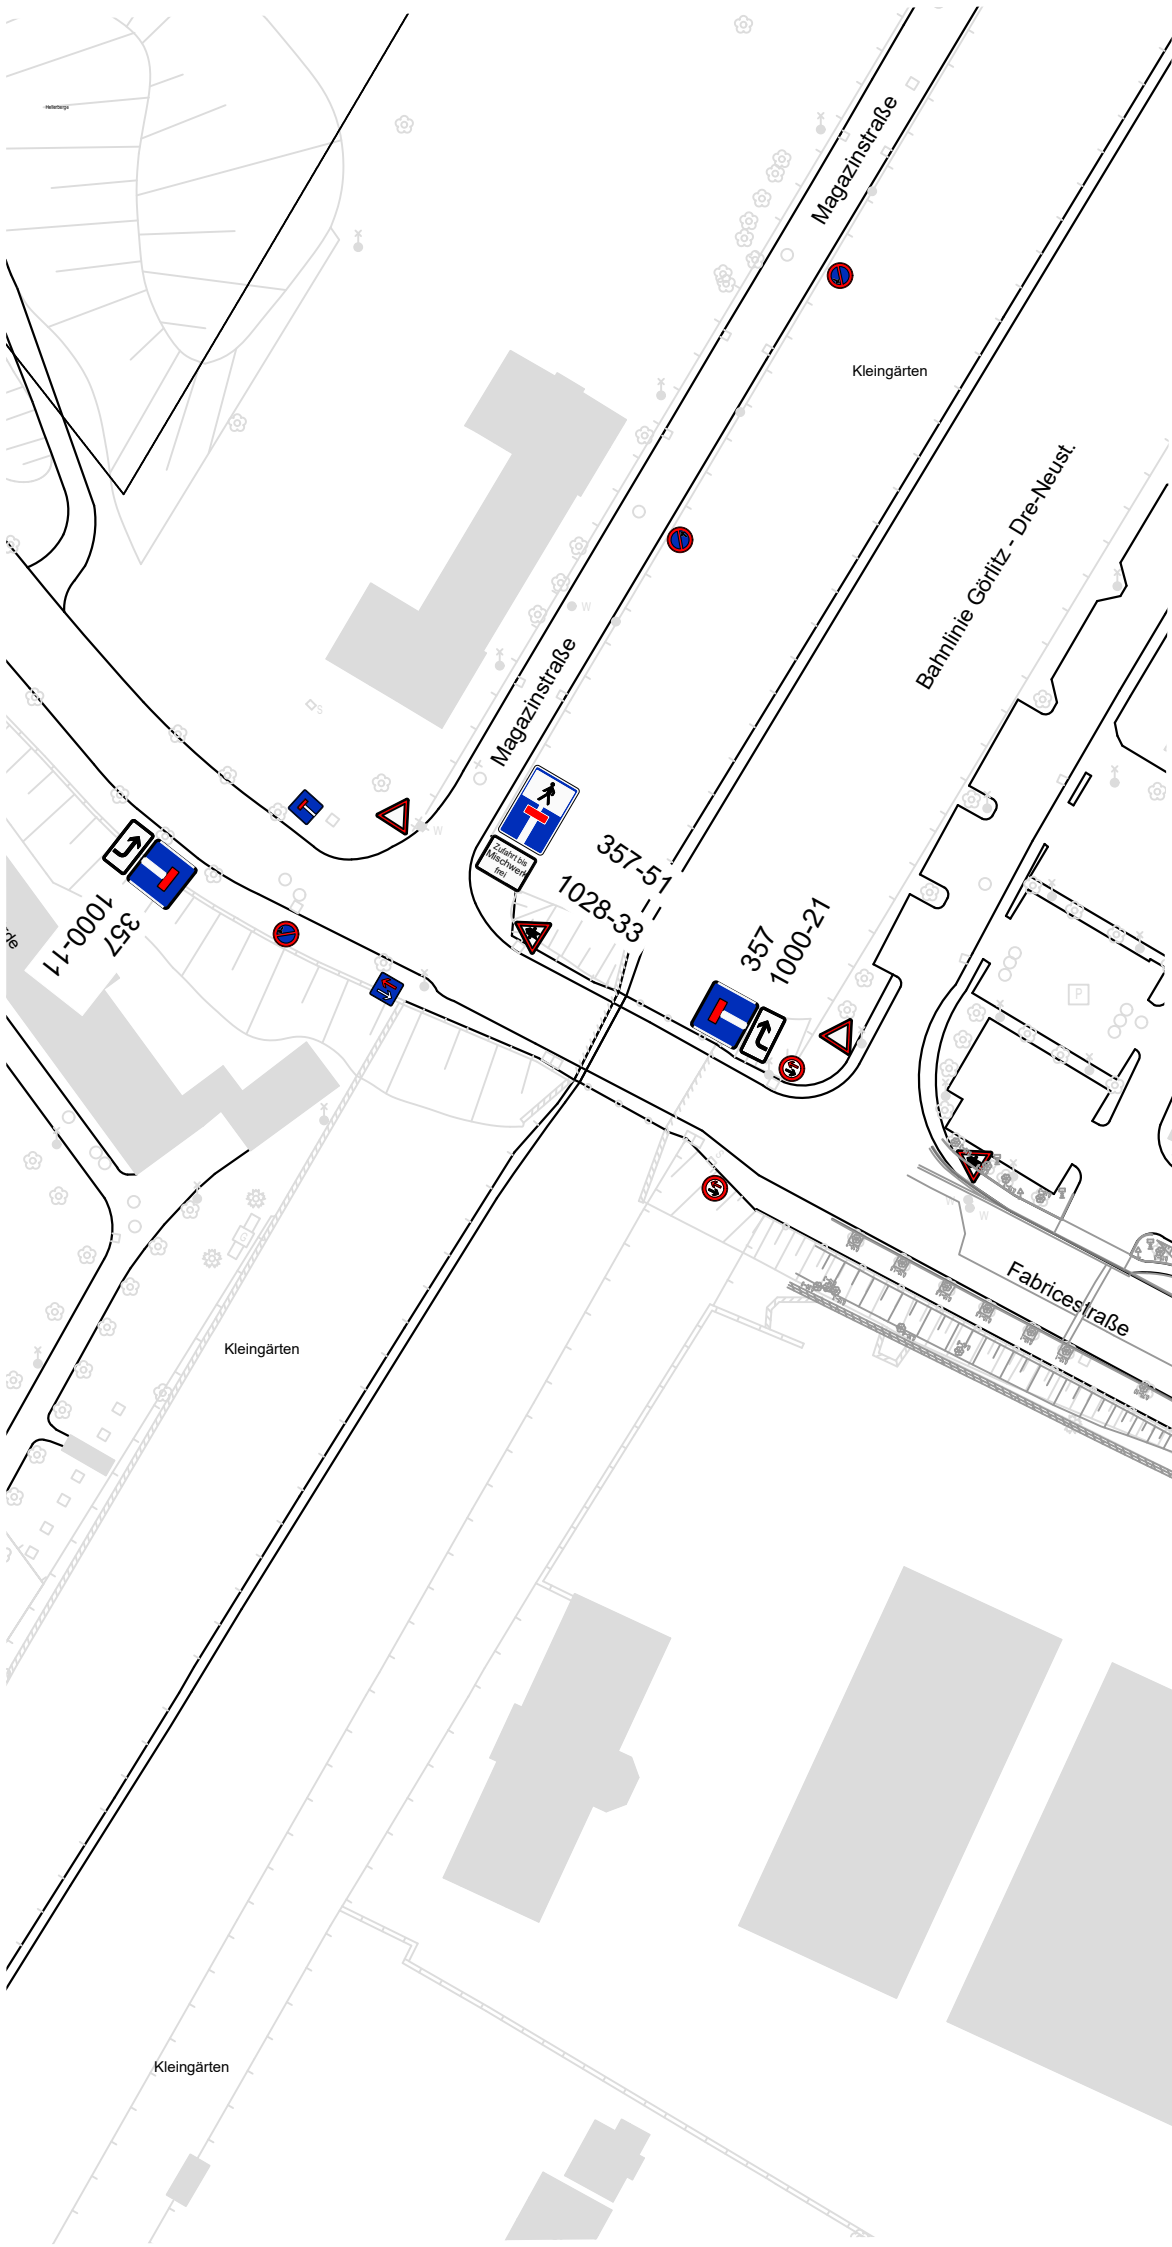 Hellerberge
Magazinstraße
Kleingärten
Bahnlinie Görlitz - Dre-Neust.
W
S
Magazinstraße
W
Zufahrt bis
Mischwerk
frei
357-51
1028-33
357
1000-11
357
1000-21
P
W
Fabricestraße
G
Kleingärten
Kleingärten